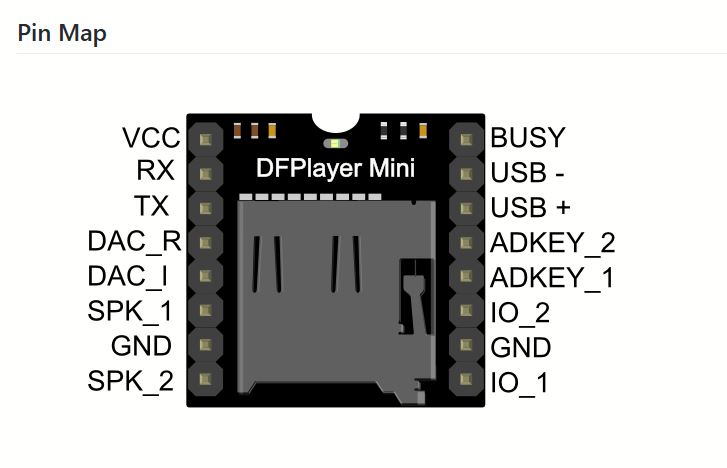 Pin Map
VCC
BUSY
RX
USB -
DFPlayer Mini
TX
USB +
DAC_R
ADKEY_2
DAC_I
ADKEY_1
SPK_1
IO_2
GND
GND
SPK_2
IO_1